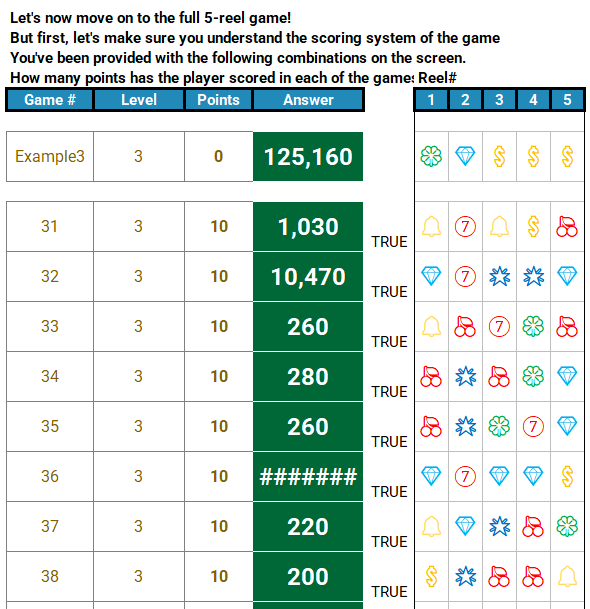 Let's now move on to the full 5-reel game!
But first, let's make sure you understand the scoring system of the game
You've been provided with the following combinations on the screen.
How many points has the player scored in each of the games Reel#
Game # Level Points Answer 1 2 3 4 5
Example3 3 0 125,160 $ $ $
31 3 10 1,030 TRUE 7 $
32 3 10 10,470 TRUE 7
33 3 10 260 TRUE 7
34 3 10 280 TRUE
35 3 10 260 TRUE 7
36 3 10 ####### TRUE 7 $
37 3 10 220 TRUE
38 3 10 200 TRUE $